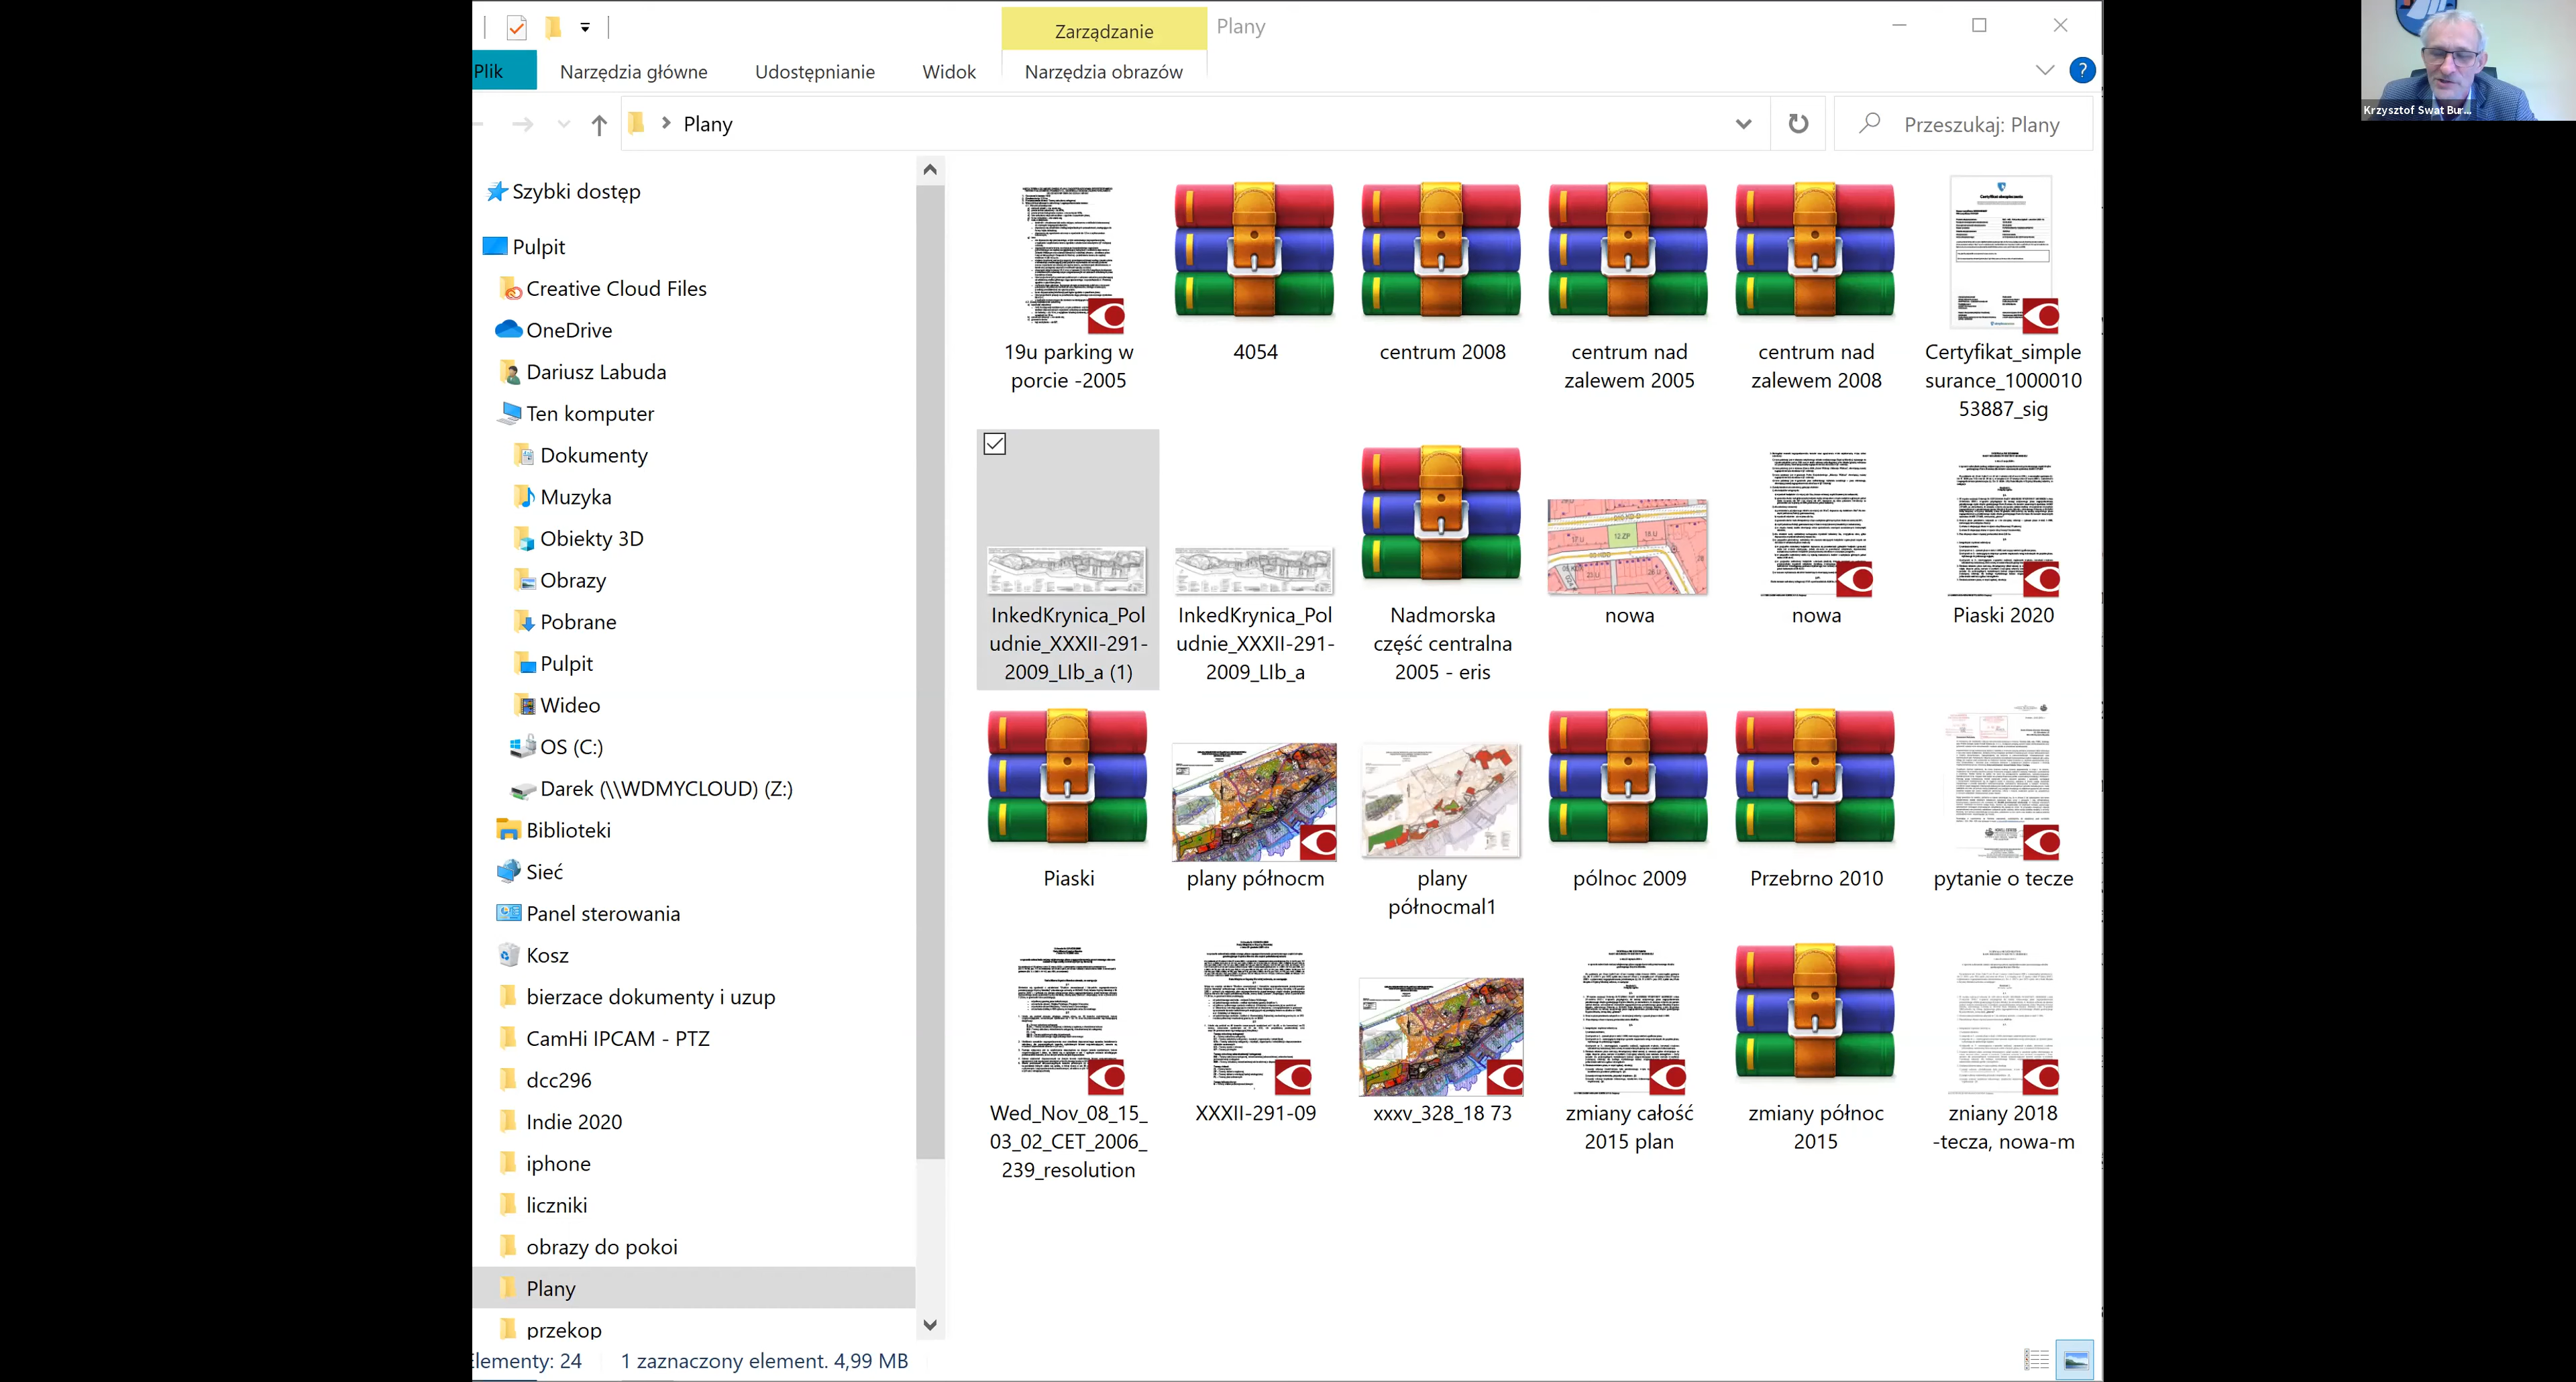 Zarządzanie
Plany
Plik
Narzędzia główne
Udostępnianie
Widok
Narzędzia obrazów
?
Plany
Przeszukaj: Plany
Szybki dostęp
Pulpit
Creative Cloud Files
OneDrive
Dariusz Labuda
Ten komputer
Dokumenty
Muzyka
Obiekty 3D
Obrazy
Pobrane
Pulpit
Wideo
OS (C:)
Darek (\\WDMYCLOUD) (Z:)
Biblioteki
Sieć
Panel sterowania
Kosz
bierzace dokumenty i uzup
CamHi IPCAM - PTZ
dcc296
Indie 2020
iphone
liczniki
obrazy do pokoi
Plany
przekop
19u parking w
porcie -2005
4054
centrum 2008
centrum nad
zalewem 2005
centrum nad
zalewem 2008
Certyfikat_simple
surance_1000010
53887_sig
InkedKrynica_Pol
udnie_XXXII-291-
2009_LIb_a (1)
InkedKrynica_Pol
udnie_XXXII-291-
2009_LIb_a
Nadmorska
część centralna
2005 - eris
12 ZP
17 U
18 U
nowa
nowa
Piaski 2020
Piaski
plany północm
plany
północmal1
pólnoc 2009
Przebrno 2010
pytanie o tecze
Wed_Nov_08_15_
03_02_CET_2006_
239_resolution
XXXII-291-09
xxxv_328_18 73
zmiany całość
2015 plan
zmiany północ
2015
zniany 2018
-tecza, nowa-m
lementy: 24
1 zaznaczony element. 4,99 MB
Krzysztof Swat Bur...